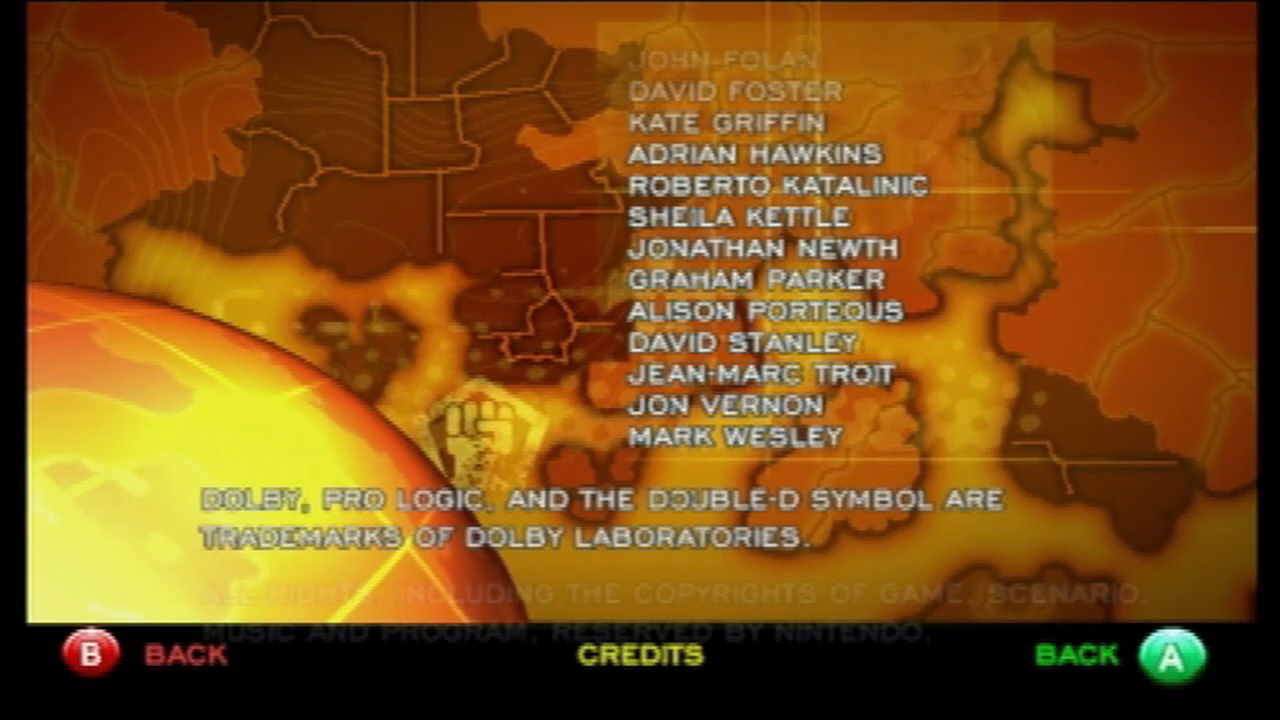 JOHN FOLAN
DAVID FOSTER
KATE GRIFFIN
ADRIAN HAWKINS
ROBERTO KATALINIC
SHEILA KETTLE
JONATHAN NEWTH
GRAHAM PARKER
ALISON PORTEOUS
DAVID STANLEY
JEAN-MARC TROIT
JON VERNON
MARK WESLEY
DOLBY, PRO LOGIC, AND THE DOUBLE-D SYMBOL ARE
TRADEMARKS OF DOLBY LABORATORIES.
ALL RIGHTS, INCLUDING THE COPYRIGHTS OF GAME, SCENARIO,
MUSIC AND PROGRAM, RESERVED BY NINTENDO.
B BACK
CREDITS
BACK A